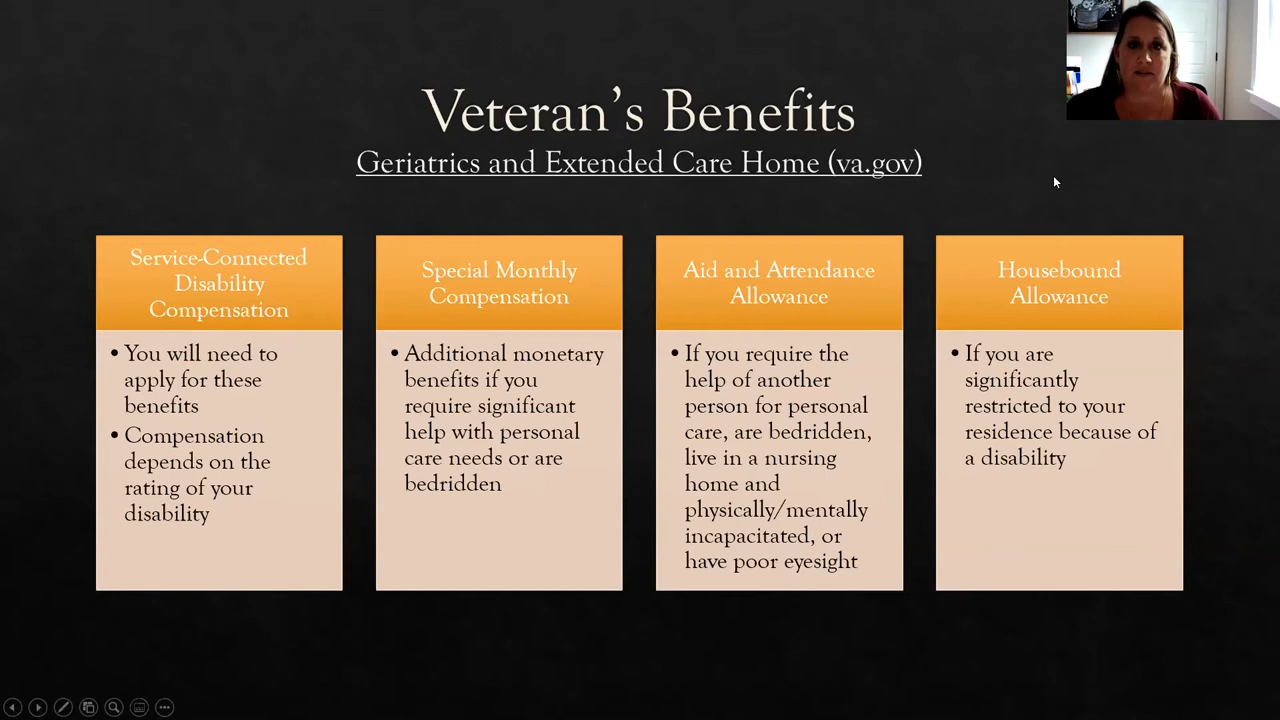 Veteran's Benefits
Geriatrics and Extended Care Home (va.gov)
Service-Connected
Disability
Compensation
• You will need to
apply for these
benefits
• Compensation
depends on the
rating of your
disability
Special Monthly
Compensation
• Additional monetary
benefits if you
require significant
help with personal
care needs or are
bedridden
Aid and Attendance
Allowance
• If you require the
help of another
person for personal
care, are bedridden,
live in a nursing
home and
physically/mentally
incapacitated, or
have poor eyesight
Housebound
Allowance
• If you are
significantly
restricted to your
residence because of
a disability